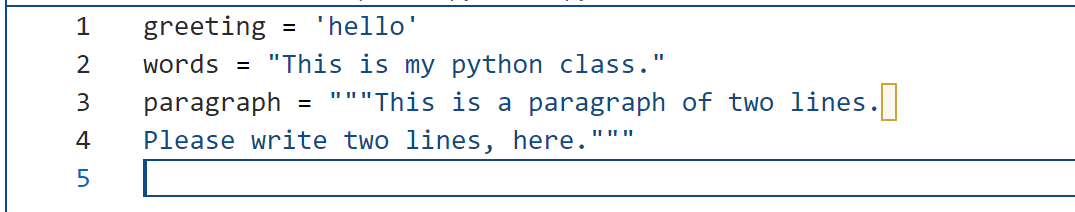 1 greeting = 'hello'
2 words = "This is my python class."
3 paragraph = """This is a paragraph of two lines.
4 Please write two lines, here."""
5